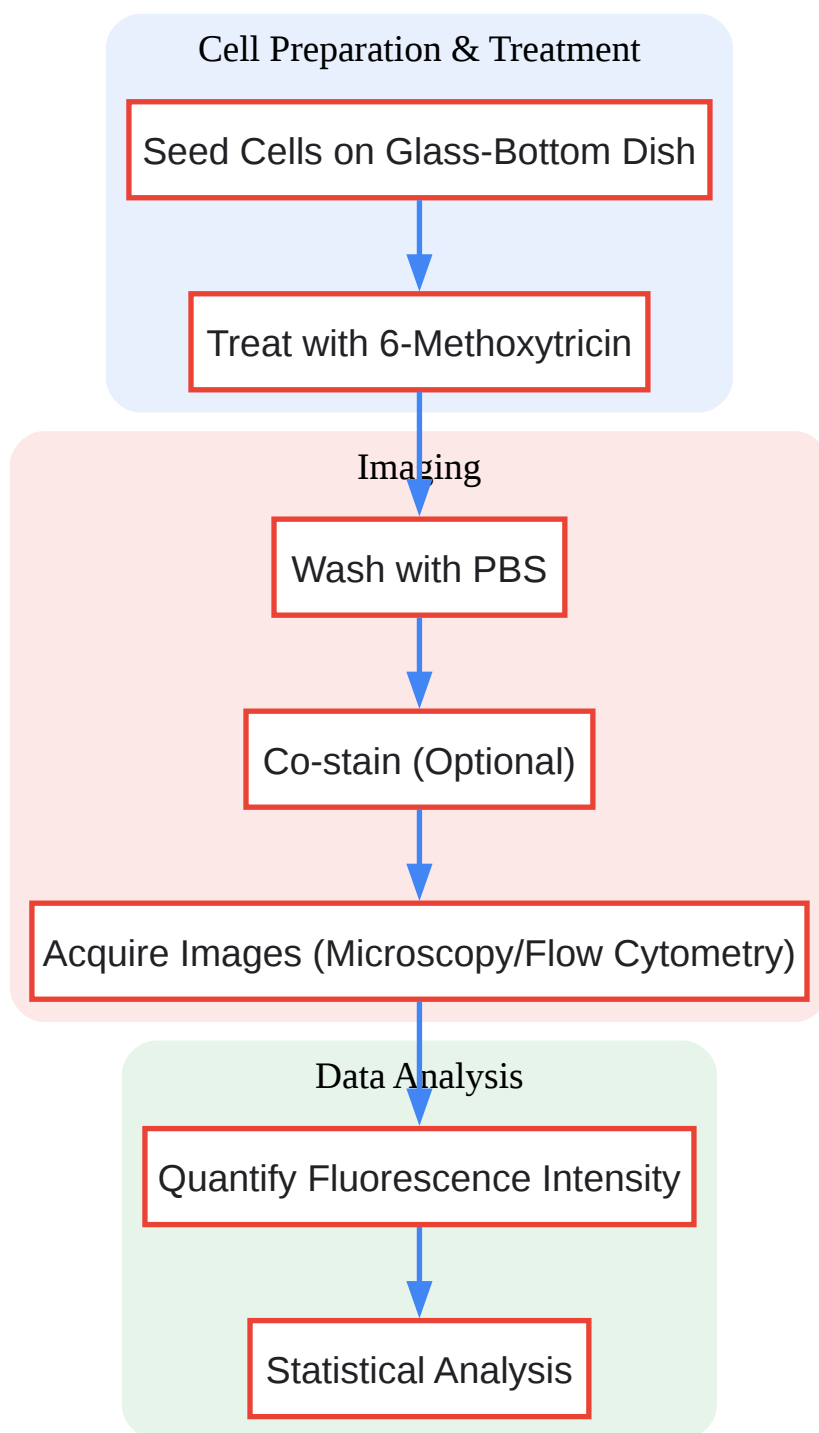 Cell Preparation & Treatment
Seed Cells on Glass-Bottom Dish
Treat with 6-Methoxytricin
Imaging
Wash with PBS
Co-stain (Optional)
Acquire Images (Microscopy/Flow Cytometry)
Data Analysis
Quantify Fluorescence Intensity
Statistical Analysis